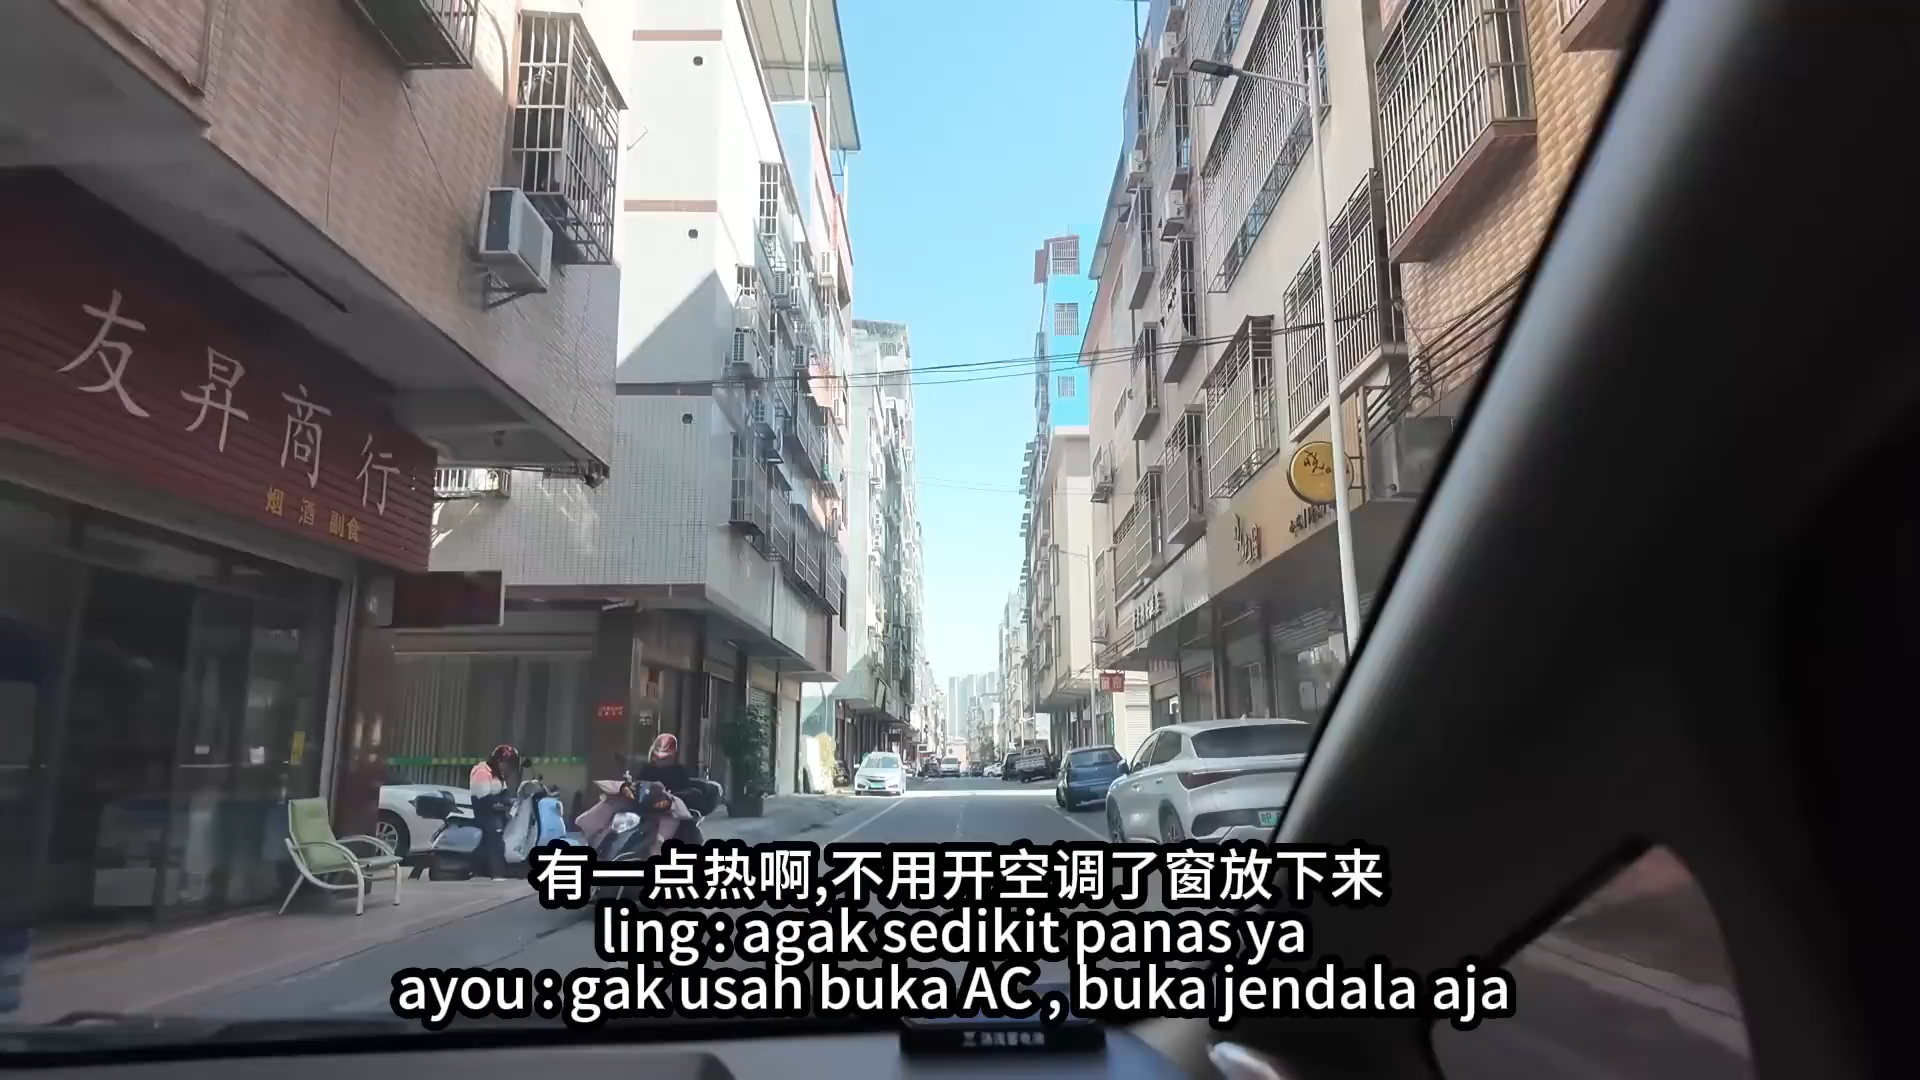 友昇商行
烟 酒 副食
有一点热啊,不用开空调了窗放下来
ling : agak sedikit panas ya
ayou : gak usah buka AC , buka jendala aja